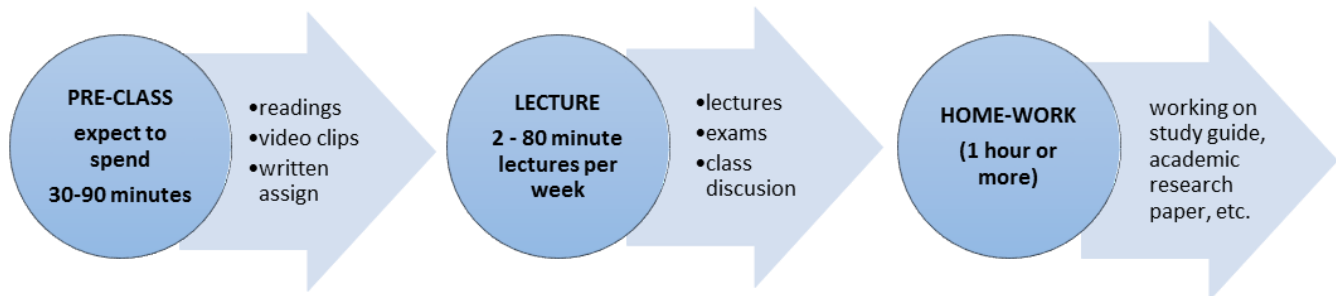 PRE-CLASS
expect to
spend
30-90 minutes
•readings
•video clips
•written
assign
LECTURE
2 - 80 minute
lectures per
week
•lectures
•exams
•class
discusion
HOME-WORK
(1 hour or
more)
working on
study guide,
academic
research
paper, etc.